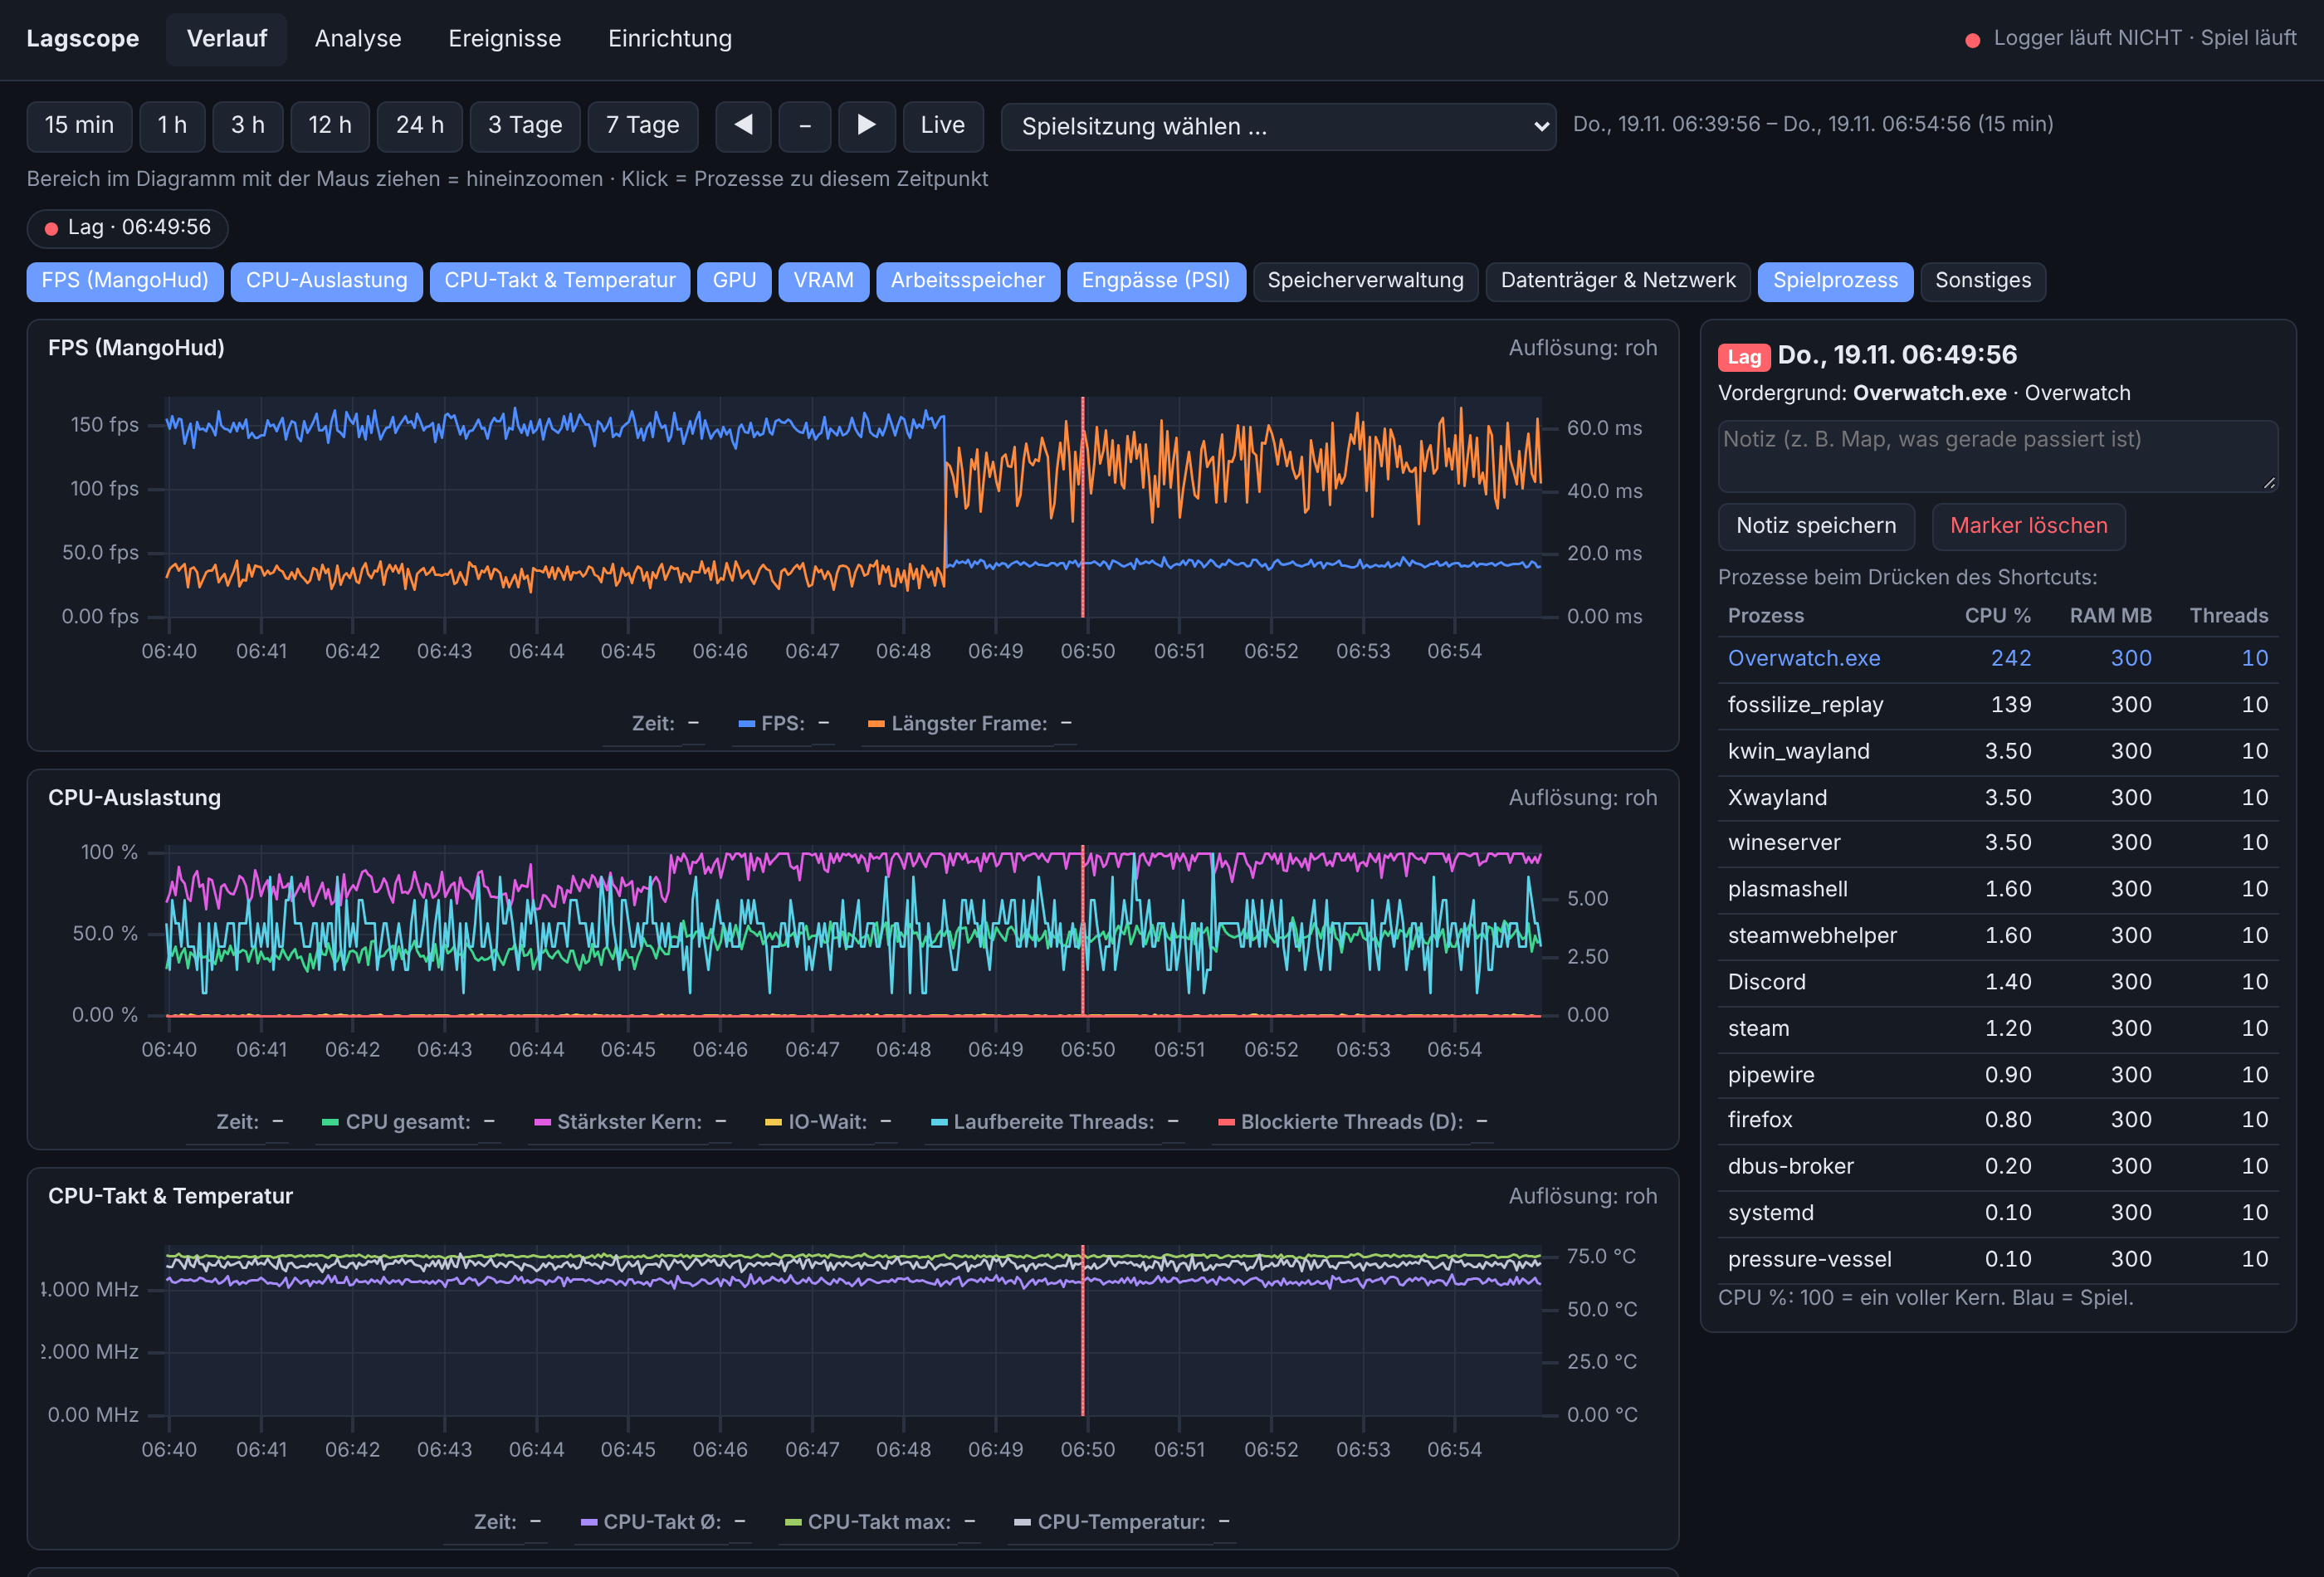 Lagscope Verlauf Analyse Ereignisse Einrichtung Logger läuft NICHT · Spiel läuft
15 min 1 h 3 h 12 h 24 h 3 Tage 7 Tage ◀ – ▶ Live Spielsitzung wählen ... Do., 19.11. 06:39:56 – Do., 19.11. 06:54:56 (15 min)
Bereich im Diagramm mit der Maus ziehen = hineinzoomen · Klick = Prozesse zu diesem Zeitpunkt
Lag · 06:49:56
FPS (MangoHud) CPU-Auslastung CPU-Takt & Temperatur GPU VRAM Arbeitsspeicher Engpässe (PSI) Speicherverwaltung Datenträger & Netzwerk Spielprozess Sonstiges
FPS (MangoHud) Auflösung: roh
150 fps 60.0 ms
100 fps 40.0 ms
50.0 fps 20.0 ms
0.00 fps 0.00 ms
06:40 06:41 06:42 06:43 06:44 06:45 06:46 06:47 06:48 06:49 06:50 06:51 06:52 06:53 06:54
Zeit: – FPS: – Längster Frame: –
CPU-Auslastung Auflösung: roh
100 %
50.0 %
0.00 %
5.00
2.50
0.00
06:40 06:41 06:42 06:43 06:44 06:45 06:46 06:47 06:48 06:49 06:50 06:51 06:52 06:53 06:54
Zeit: – CPU gesamt: – Stärkster Kern: – IO-Wait: – Laufbereite Threads: – Blockierte Threads (D): –
CPU-Takt & Temperatur Auflösung: roh
4.000 MHz
2.000 MHz
0.00 MHz
75.0 °C
50.0 °C
25.0 °C
0.00 °C
06:40 06:41 06:42 06:43 06:44 06:45 06:46 06:47 06:48 06:49 06:50 06:51 06:52 06:53 06:54
Zeit: – CPU-Takt Ø: – CPU-Takt max: – CPU-Temperatur: –
Lag Do., 19.11. 06:49:56
Vordergrund: Overwatch.exe · Overwatch
Notiz (z. B. Map, was gerade passiert ist)
Notiz speichern Marker löschen
Prozesse beim Drücken des Shortcuts:
Prozess CPU % RAM MB Threads
Overwatch.exe 242 300 10
fossilize_replay 139 300 10
kwin_wayland 3.50 300 10
Xwayland 3.50 300 10
wineserver 3.50 300 10
plasmashell 1.60 300 10
steamwebhelper 1.60 300 10
Discord 1.40 300 10
steam 1.20 300 10
pipewire 0.90 300 10
firefox 0.80 300 10
dbus-broker 0.20 300 10
systemd 0.10 300 10
pressure-vessel 0.10 300 10
CPU %: 100 = ein voller Kern. Blau = Spiel.